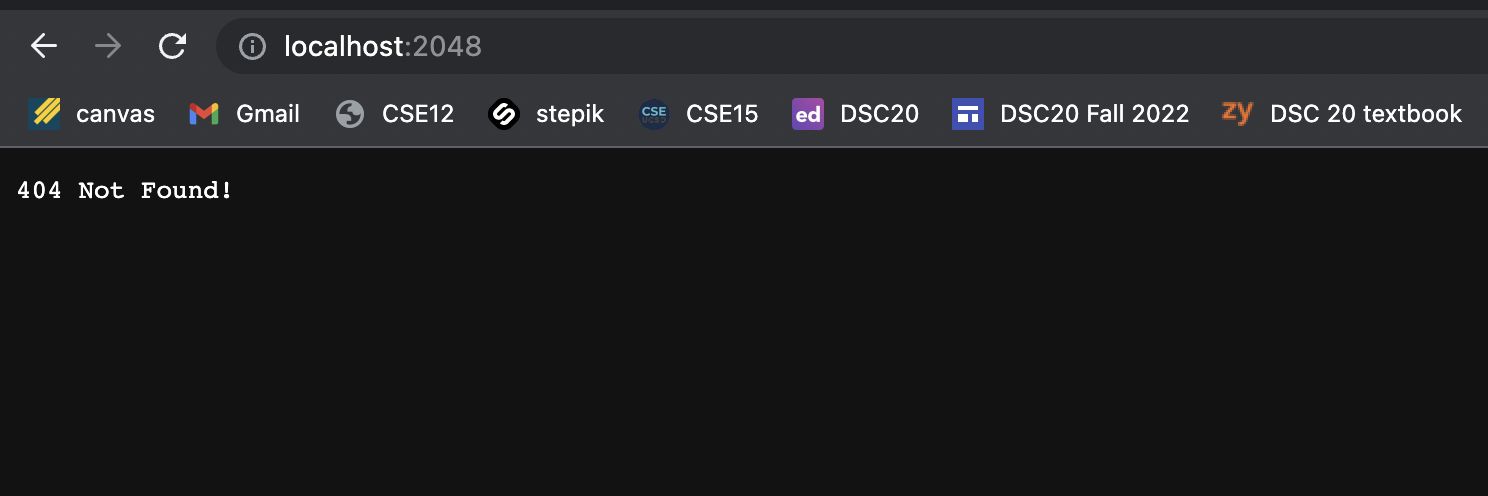 localhost:2048
canvas Gmail CSE12 stepik CSE CSE15 ed DSC20 DSC20 Fall 2022 zy DSC 20 textbook
404 Not Found!